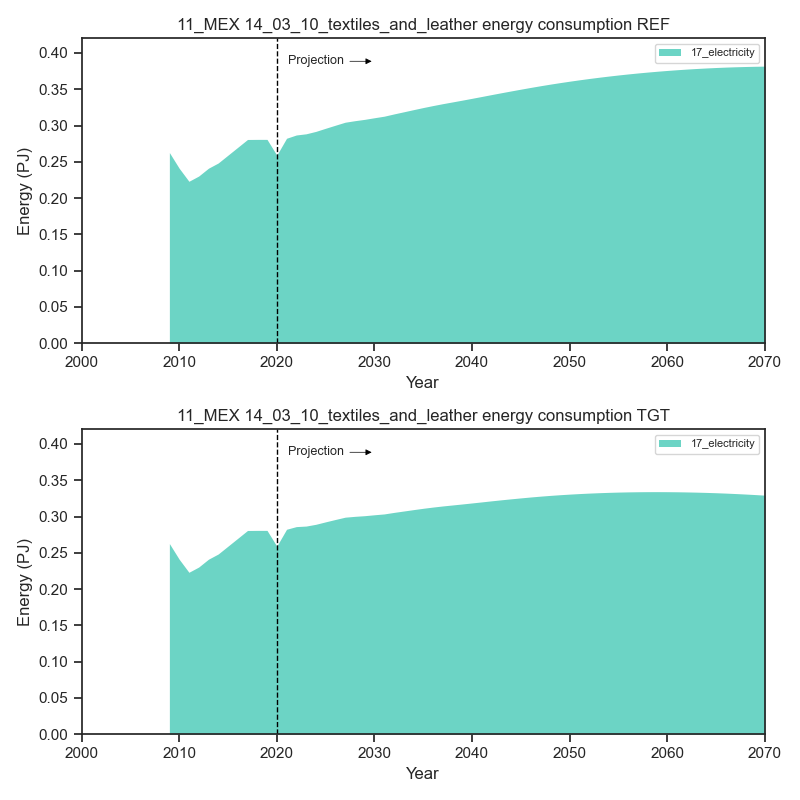 11_MEX 14_03_10_textiles_and_leather energy consumption REF
0.40
0.35
0.30
0.25
0.20
0.15
0.10
0.05
0.00
Energy (PJ)
Projection
17_electricity
2000 2010 2020 2030 2040 2050 2060 2070
Year
11_MEX 14_03_10_textiles_and_leather energy consumption TGT
0.40
0.35
0.30
0.25
0.20
0.15
0.10
0.05
0.00
Energy (PJ)
Projection
17_electricity
2000 2010 2020 2030 2040 2050 2060 2070
Year